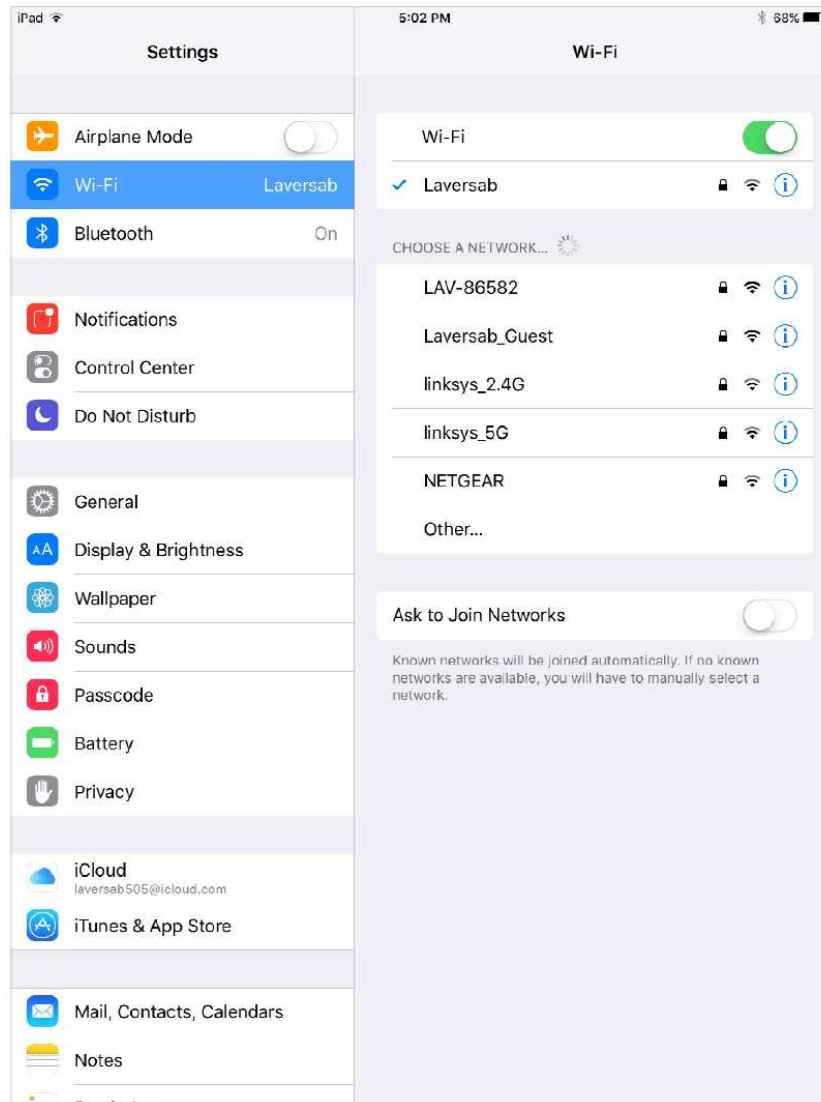 iPad
5:02 PM
68%
Settings
Wi-Fi
Airplane Mode
Wi-Fi Laversab
Bluetooth On
Notifications
Control Center
Do Not Disturb
General
AA Display & Brightness
Wallpaper
Sounds
Passcode
Battery
Privacy
iCloud
laversab505@icloud.com
iTunes & App Store
Mail, Contacts, Calendars
Notes
Wi-Fi
Laversab
CHOOSE A NETWORK...
LAV-86582
Laversab_Guest
linksys_2.4G
linksys_5G
NETGEAR
Other...
Ask to Join Networks
Known networks will be joined automatically. If no known
networks are available, you will have to manually select a
network.